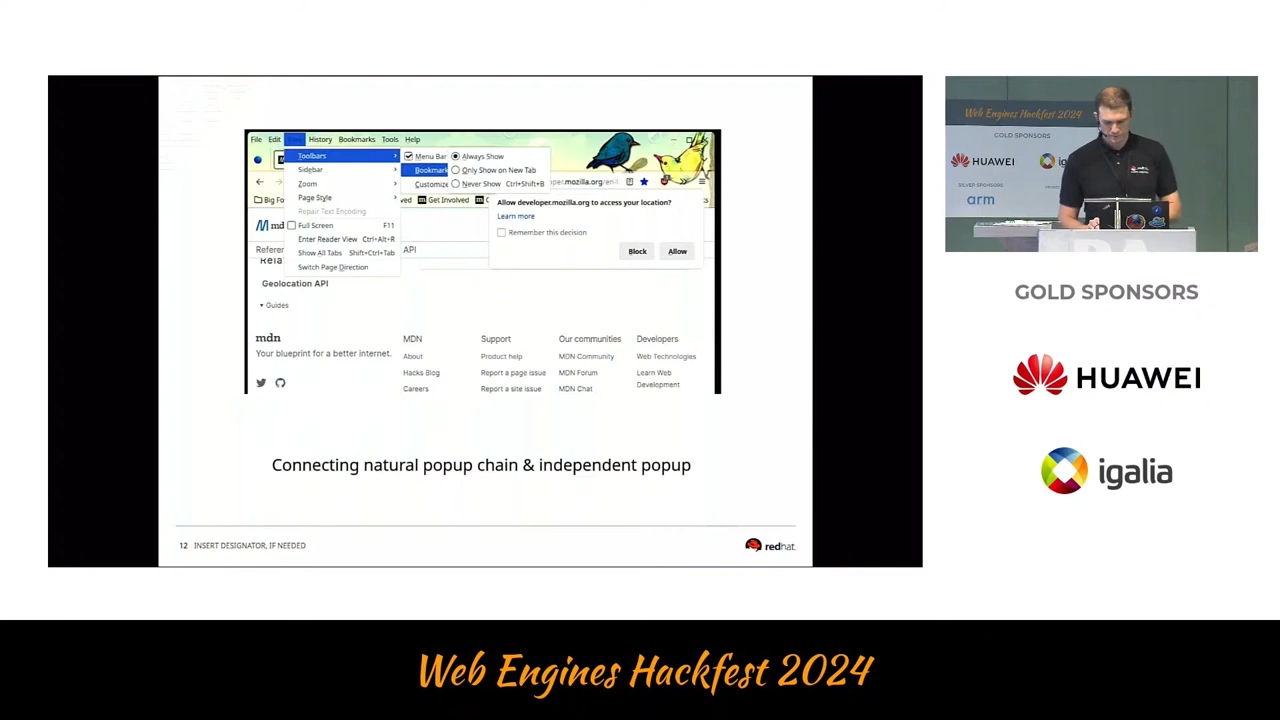 File Edit History Bookmarks Tools Help
Toolbars
Sidebar
Zoom
Page Style
Repair Text Encoding
Full Screen F11
Enter Reader View Ctrl+Alt+R
Show All Tabs Shift+Ctrl+Tab
Switch Page Direction
Menu Bar
Bookmark
Customize
Always Show
Only Show on New Tab
Never Show Ctrl+Shift+B
Get Involved
Allow developer.mozilla.org to access your location?
Learn more
Remember this decision
Block Allow
API
Geolocation API
Guides
mdn
Your blueprint for a better internet.
MDN
About
Hacks Blog
Careers
Support
Product help
Report a page issue
Report a site issue
Our communities
MDN Community
MDN Forum
MDN Chat
Developers
Web Technologies
Learn Web
Development
Connecting natural popup chain & independent popup
12 INSERT DESIGNATOR, IF NEEDED
redhat.
Web Engines Hackfest 2024
GOLD SPONSORS
HUAWEI
SILVER SPONSORS
arm
GOLD SPONSORS
HUAWEI
igalia
Web Engines Hackfest 2024